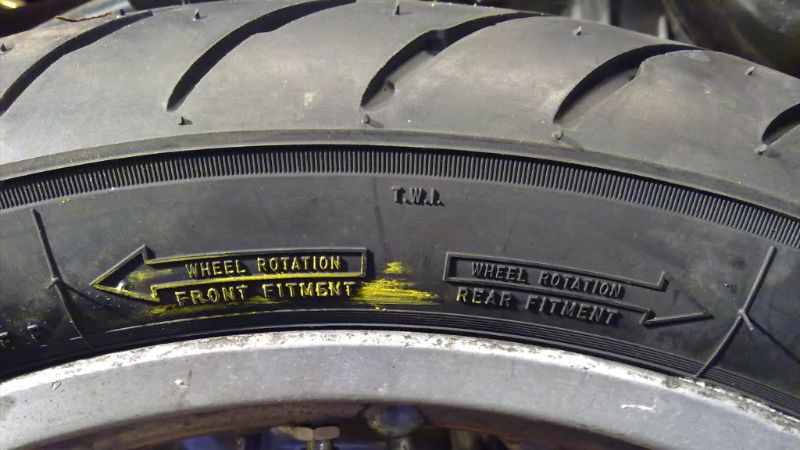 T.W.I.
WHEEL ROTATION
FRONT FITMENT
WHEEL ROTATION
REAR FITMENT